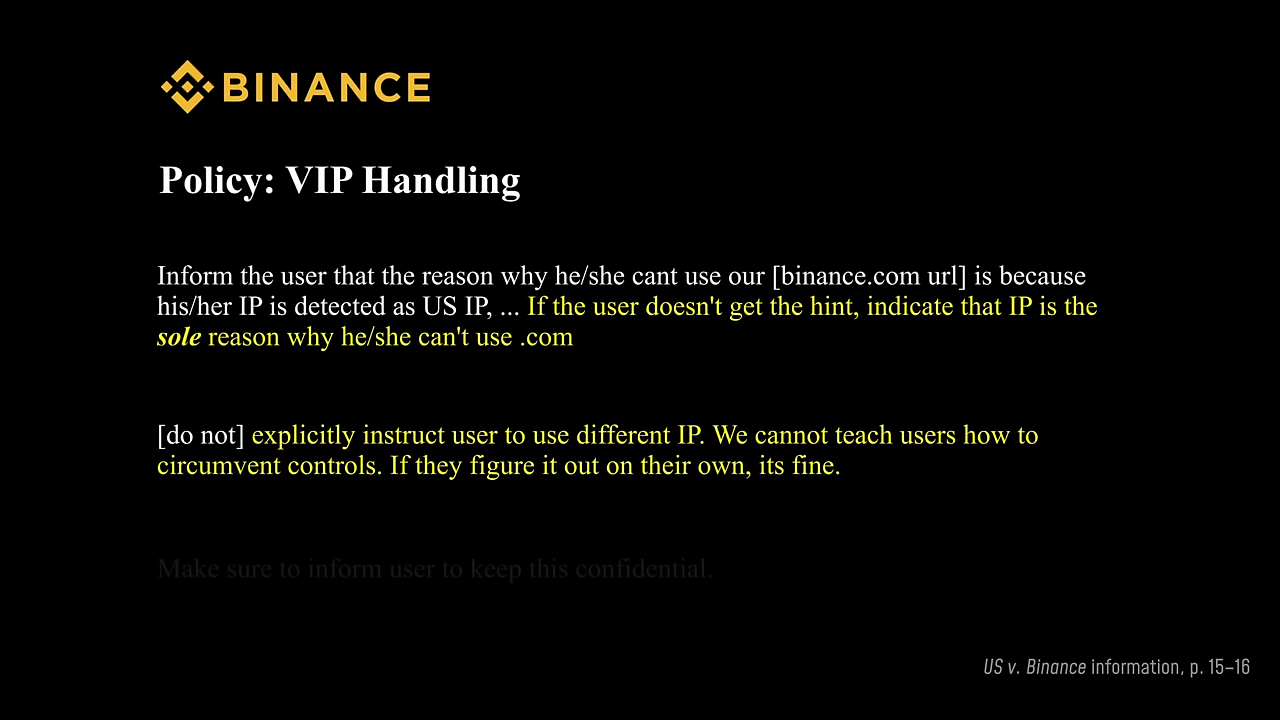 BINANCE
Policy: VIP Handling
Inform the user that the reason why he/she cant use our [binance.com url] is because
his/her IP is detected as US IP, ... If the user doesn't get the hint, indicate that IP is the
sole reason why he/she can't use .com
[do not] explicitly instruct user to use different IP. We cannot teach users how to
circumvent controls. If they figure it out on their own, its fine.
Make sure to inform user to keep this confidential.
US v. Binance information, p. 15–16